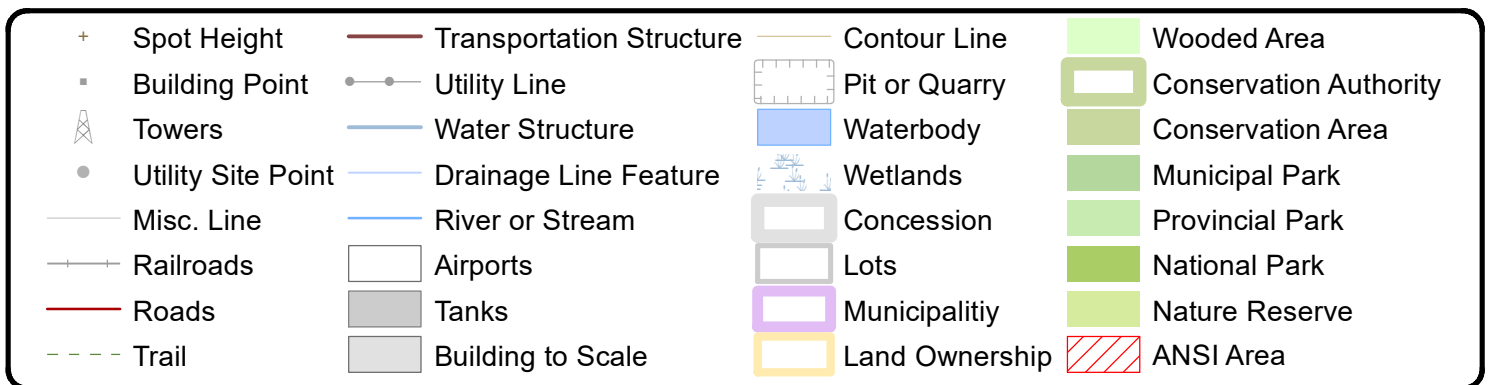 Spot Height
Building Point
Towers
Utility Site Point
Misc. Line
Railroads
Roads
Trail
Transportation Structure
Utility Line
Water Structure
Drainage Line Feature
River or Stream
Airports
Tanks
Building to Scale
Contour Line
Pit or Quarry
Waterbody
Wetlands
Concession
Lots
Municipalitiy
Land Ownership
Wooded Area
Conservation Authority
Conservation Area
Municipal Park
Provincial Park
National Park
Nature Reserve
ANSI Area